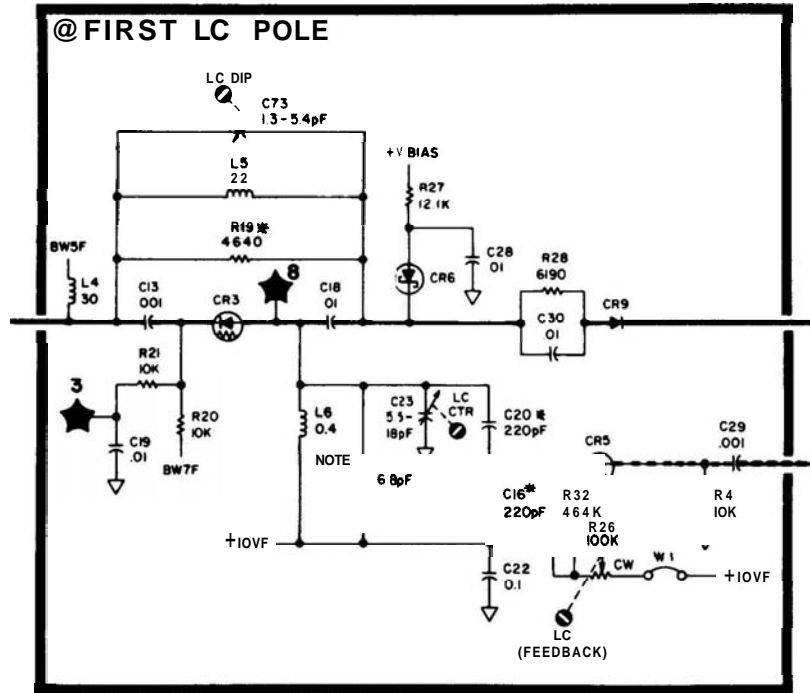 @ FIRST LC POLE
LC DIP
C73
1.3-5.4pF
+V BIAS
L5
22
R27
12.1K
R19*
4640
BW5F
C28
.01
R28
6190
L4
30
C13
.001
CR3
8
C18
.01
CR6
CR9
C30
.01
R21
10K
3
L6
0.4
C23
5.5-
18pF
LC
CTR
C20*
220pF
R20
10K
C19
.01
CR5
C29
.001
NOTE
BW7F
6.8pF
C16*
220pF
R32
464K
R4
10K
R26
100K
+10VF
C22
0.1
CW
W1
+10VF
LC
(FEEDBACK)